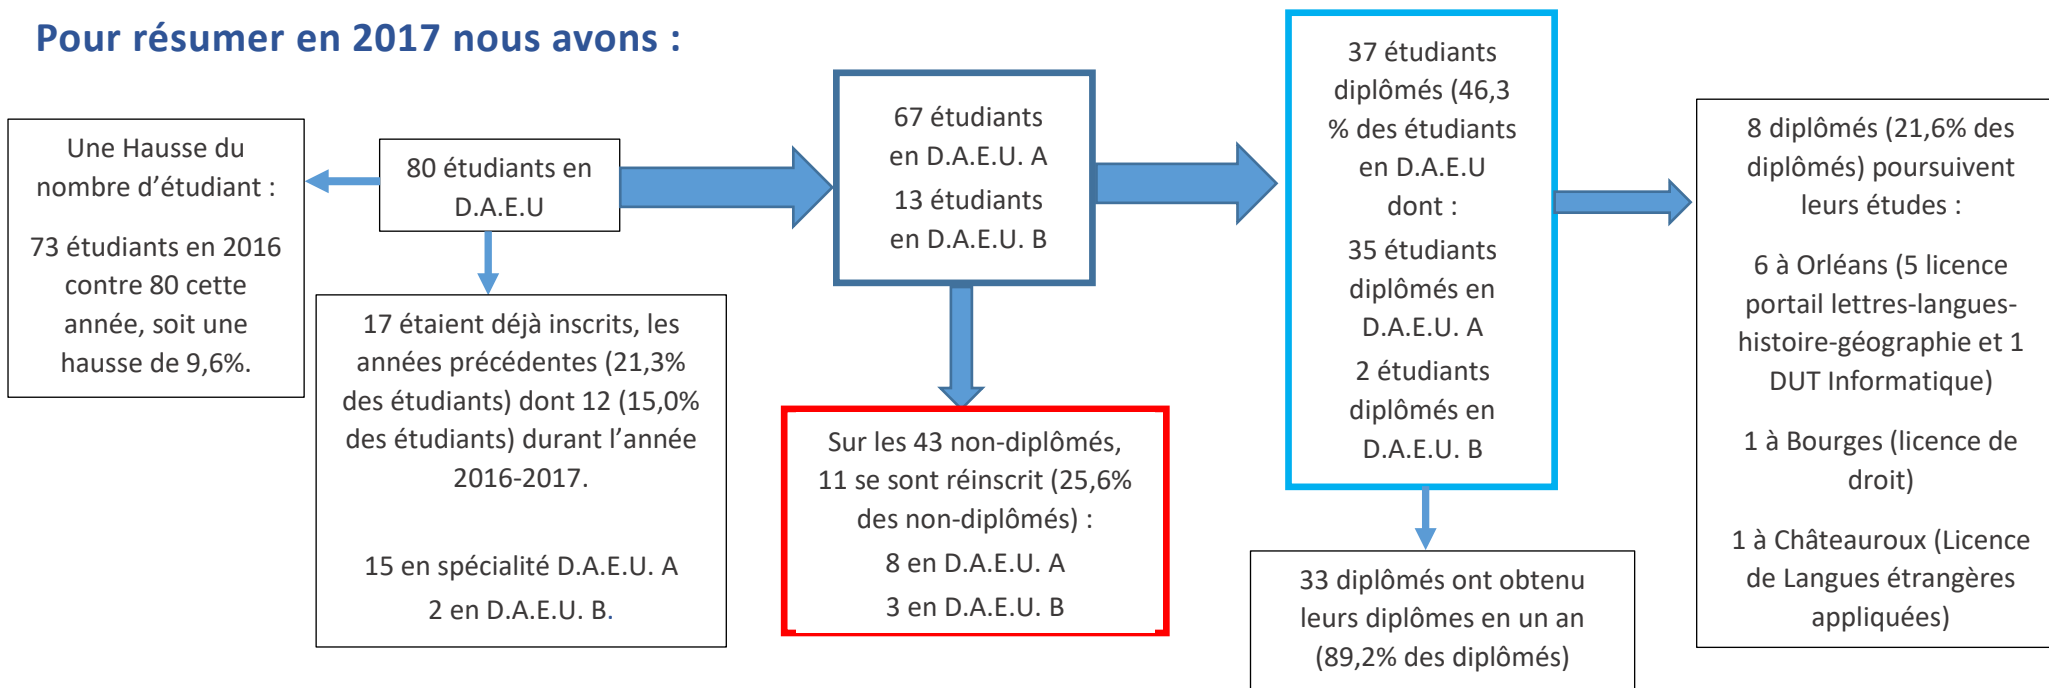 Pour résumer en 2017 nous avons :
Une Hausse du
nombre d’étudiant :
73 étudiants en 2016
contre 80 cette
année, soit une
hausse de 9,6%.
80 étudiants en
D.A.E.U
17 étaient déjà inscrits, les
années précédentes (21,3%
des étudiants) dont 12 (15,0%
des étudiants) durant l’année
2016-2017.
15 en spécialité D.A.E.U. A
2 en D.A.E.U. B.
67 étudiants
en D.A.E.U. A
13 étudiants
en D.A.E.U. B
Sur les 43 non-diplômés,
11 se sont réinscrit (25,6%
des non-diplômés) :
8 en D.A.E.U. A
3 en D.A.E.U. B
37 étudiants
diplômés (46,3
% des étudiants
en D.A.E.U
dont :
35 étudiants
diplômés en
D.A.E.U. A
2 étudiants
diplômés en
D.A.E.U. B
33 diplômés ont obtenu
leurs diplômes en un an
(89,2% des diplômés)
8 diplômés (21,6% des
diplômés) poursuivent
leurs études :
6 à Orléans (5 licence
portail lettres-langues-
histoire-géographie et 1
DUT Informatique)
1 à Bourges (licence de
droit)
1 à Châteauroux (Licence
de Langues étrangères
appliquées)